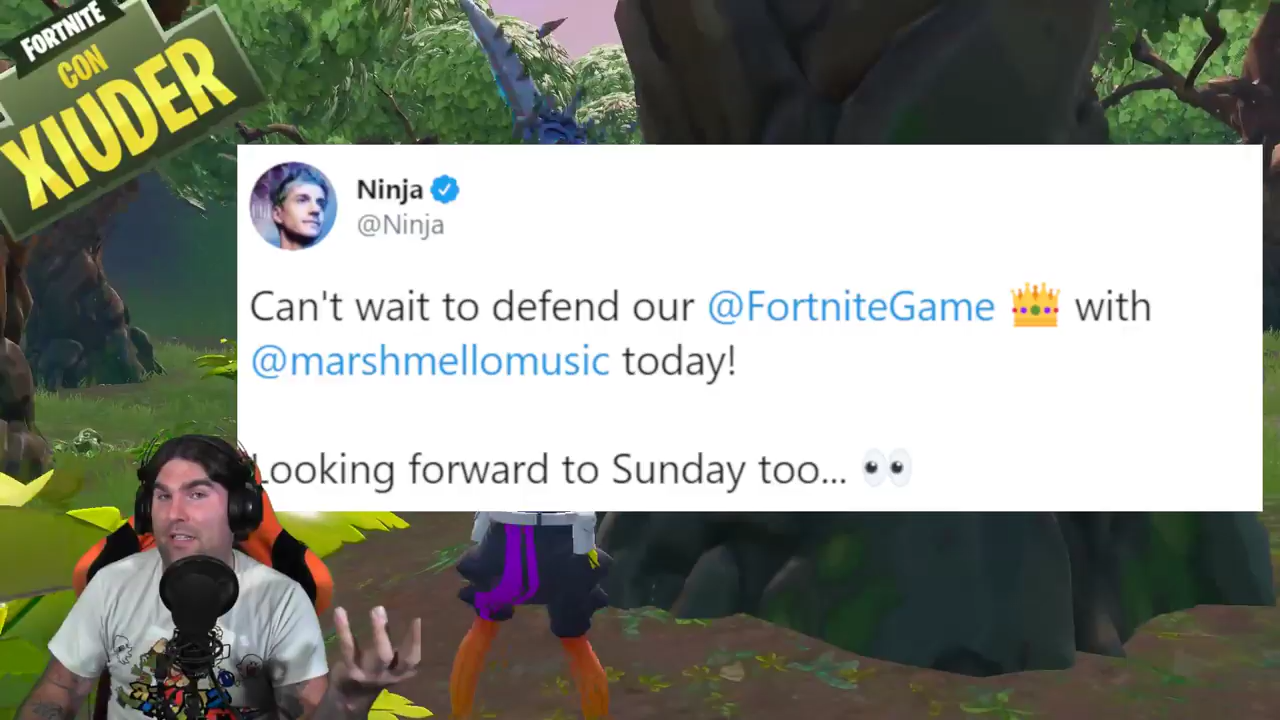 FORTNITE
CON
XIUDER
Ninja
@Ninja
Can't wait to defend our @FortniteGame 👑 with
@marshmellomusic today!
Looking forward to Sunday too... 👀